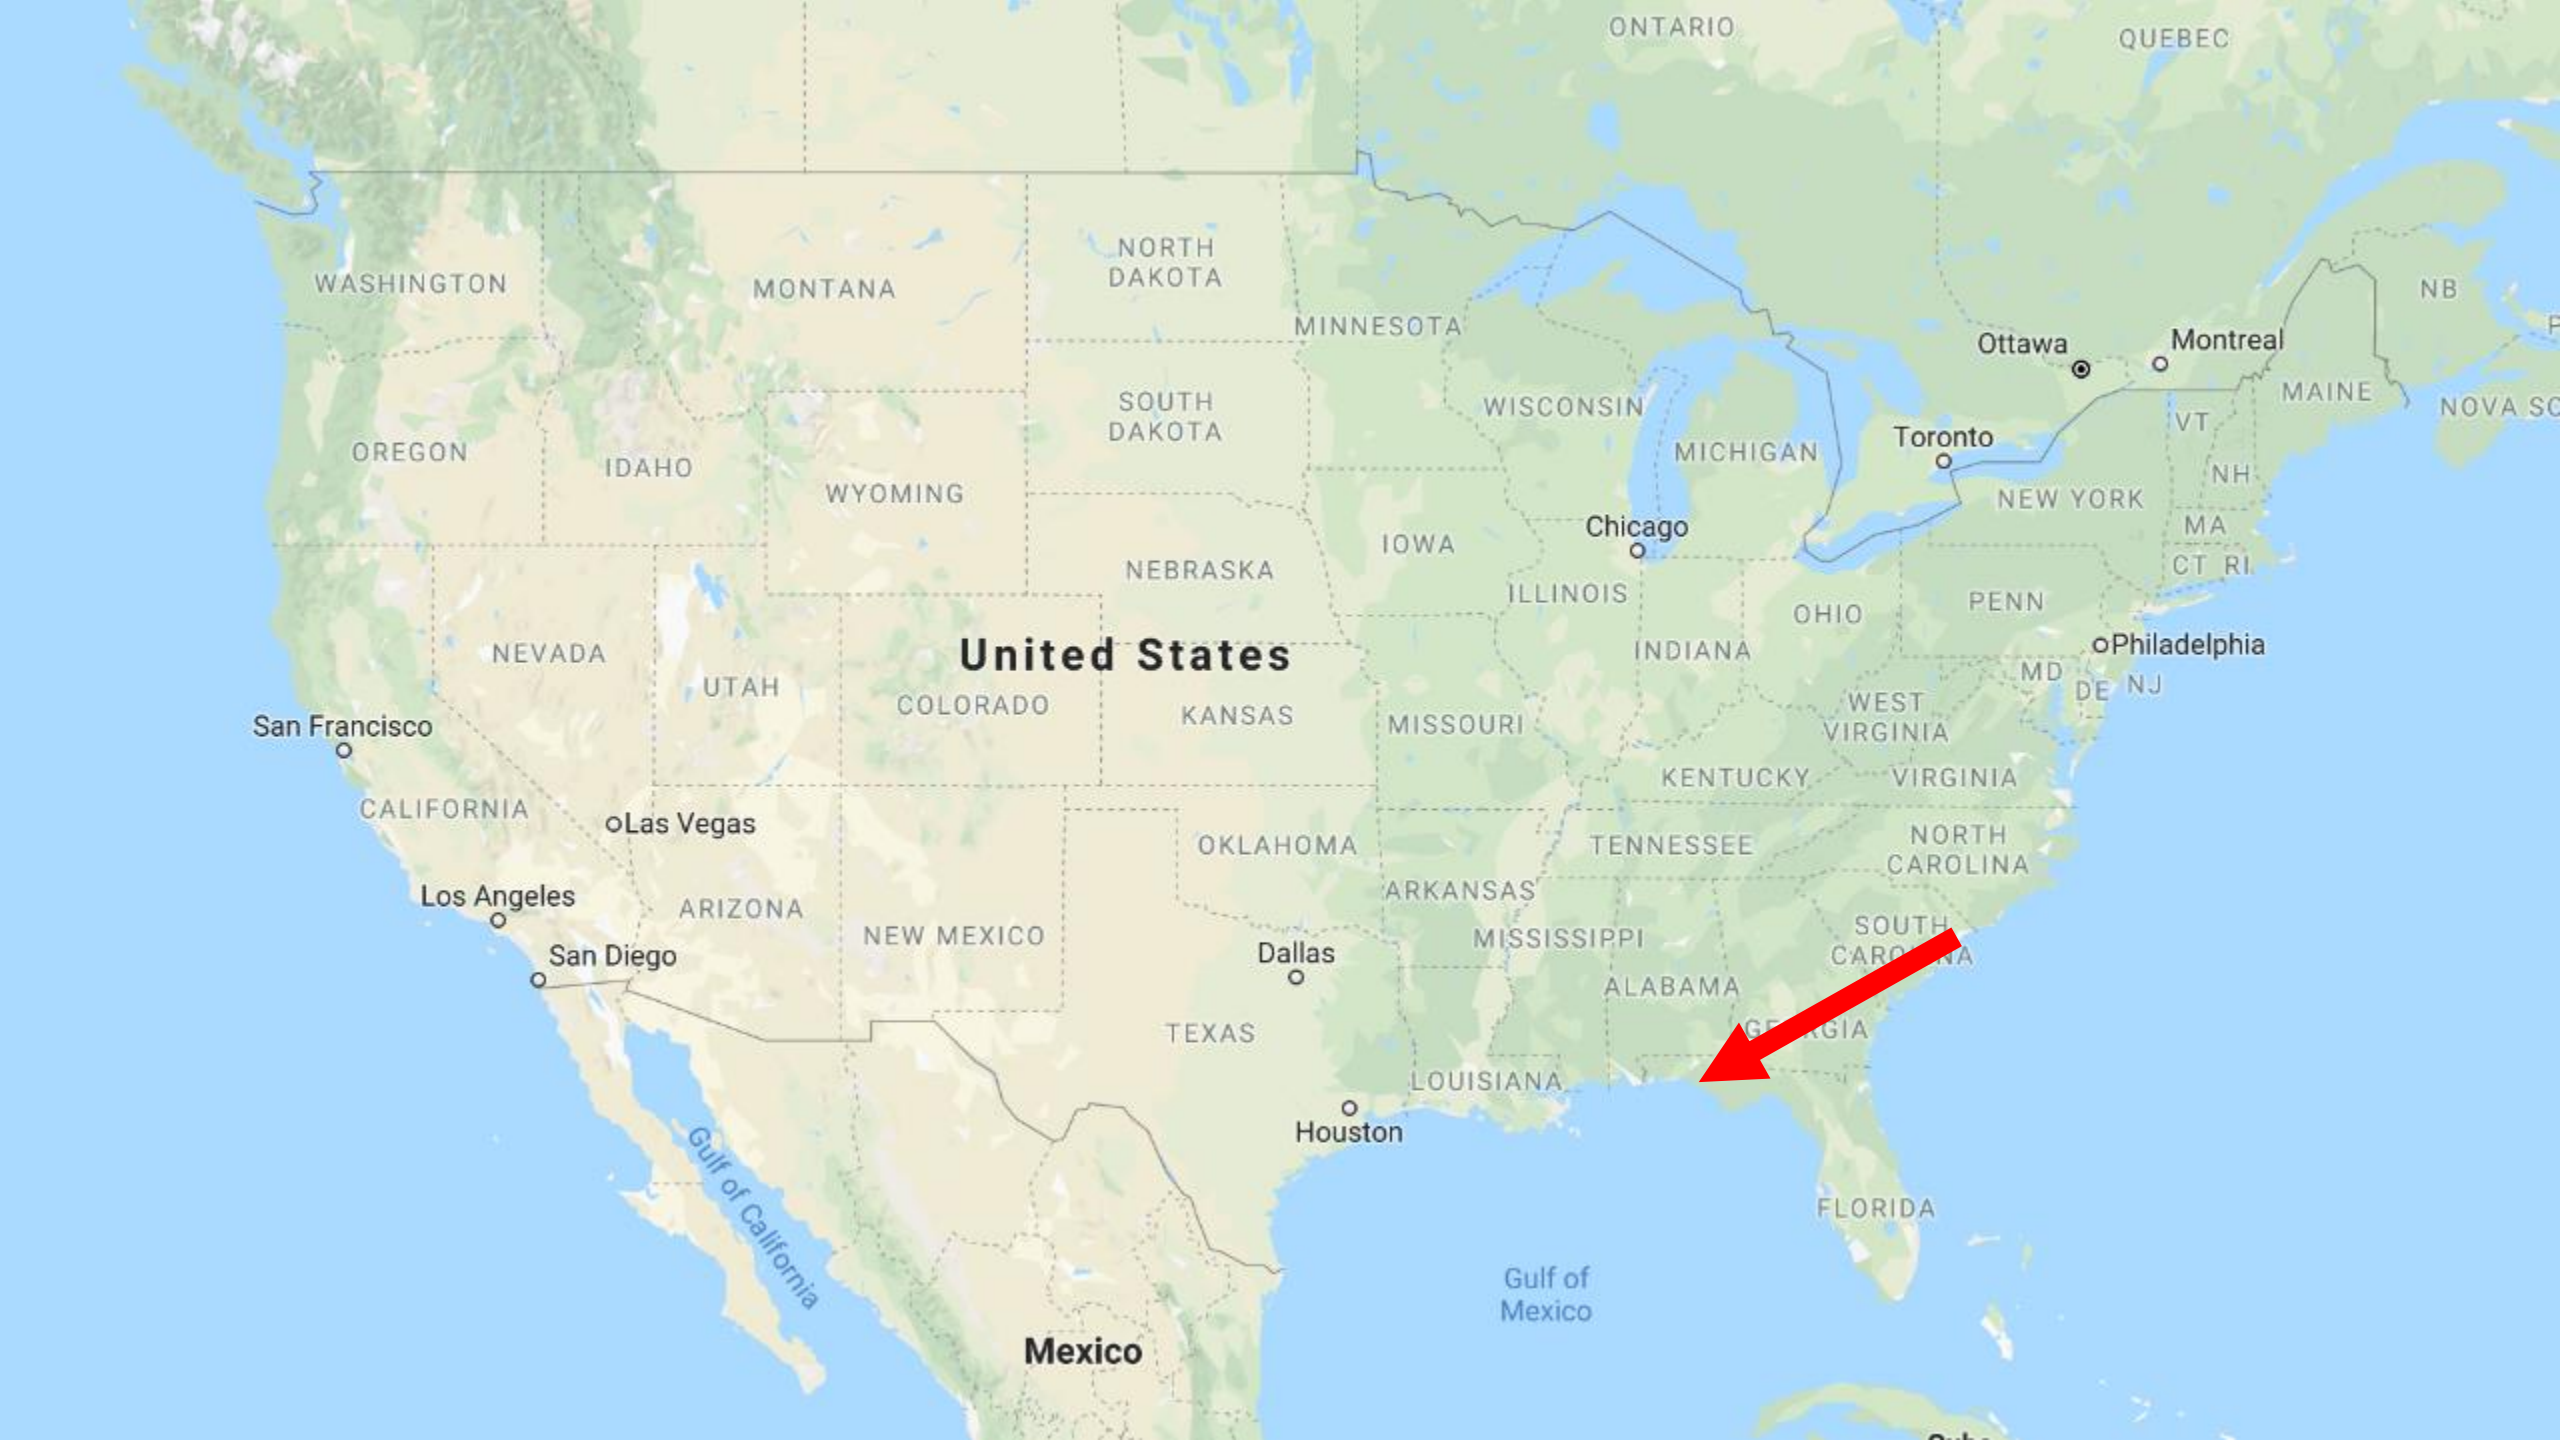 ONTARIO
QUEBEC
NORTH
DAKOTA
WASHINGTON
MONTANA
NB
MINNESOTA
Ottawa
Montreal
MAINE
SOUTH
DAKOTA
WISCONSIN
NOVA SC
VT
Toronto
OREGON
MICHIGAN
IDAHO
NH
WYOMING
NEW YORK
Chicago
MA
IOWA
NEBRASKA
CT RI
ILLINOIS
PENN
OHIO
United States
NEVADA
INDIANA
Philadelphia
MD
UTAH
DE
NJ
COLORADO
KANSAS
MISSOURI
WEST
VIRGINIA
San Francisco
KENTUCKY
VIRGINIA
CALIFORNIA
Las Vegas
OKLAHOMA
TENNESSEE
NORTH
CAROLINA
Los Angeles
ARIZONA
ARKANSAS
NEW MEXICO
MISSISSIPPI
SOUTH
CAROLINA
San Diego
Dallas
ALABAMA
TEXAS
GEORGIA
LOUISIANA
Houston
Gulf of California
FLORIDA
Gulf of
Mexico
Mexico